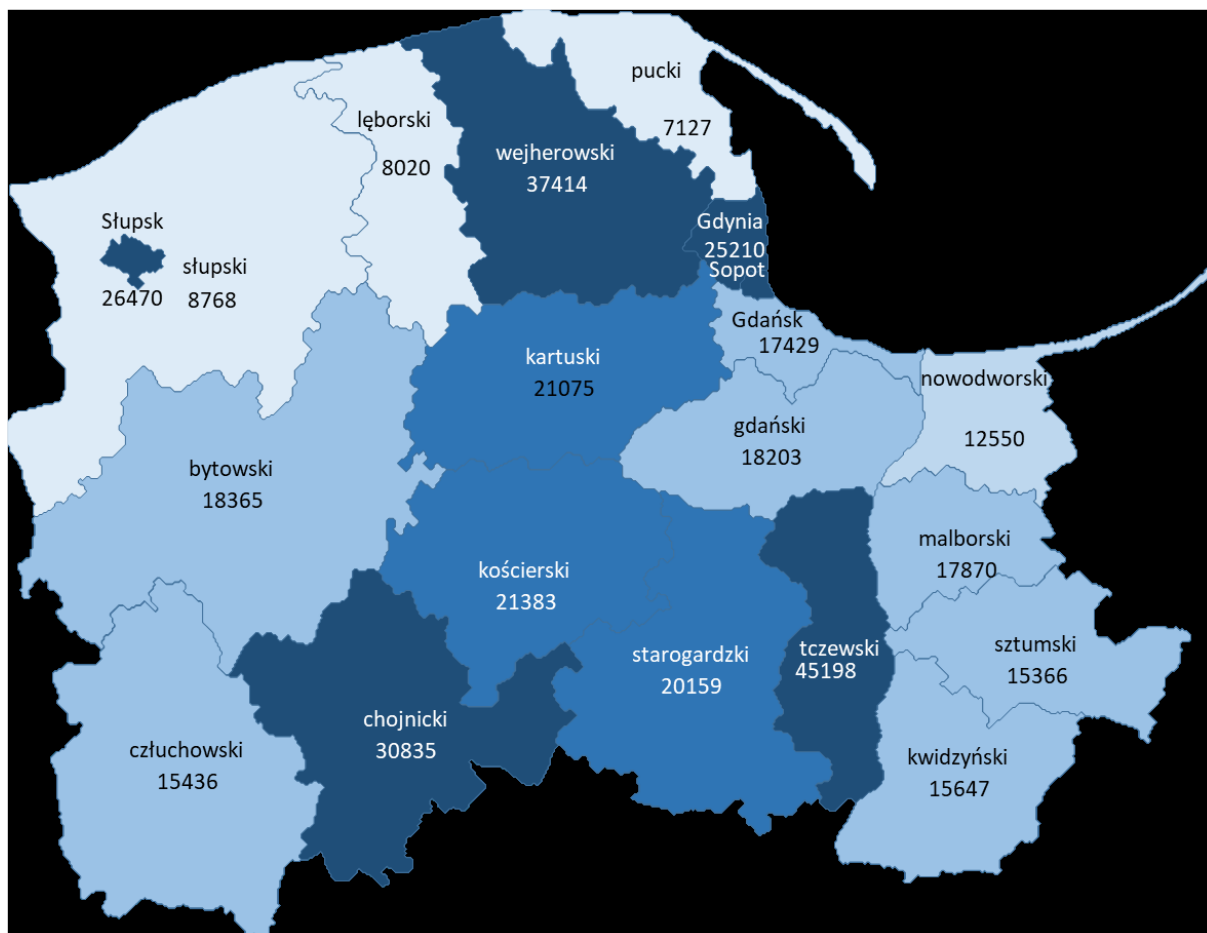 pucki
7127
lęborski
8020
wejherowski
37414
Gdynia
25210
Sopot
Słupsk
26470
słupski
8768
Gdańsk
17429
kartuski
21075
nowodworski
12550
gdański
18203
bytowski
18365
malborski
17870
kościerski
21383
starogardzki
20159
tczewski
45198
sztumski
15366
chojnicki
30835
człuchowski
15436
kwidzyński
15647